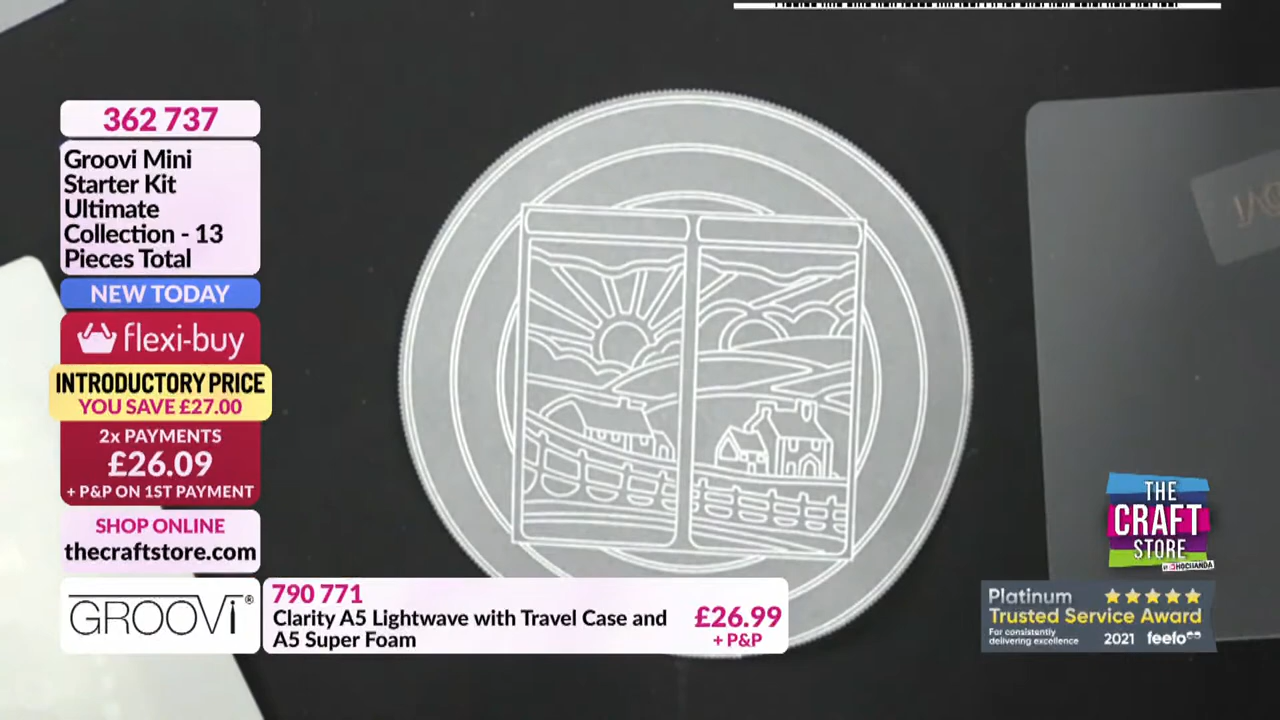 362 737
Groovi Mini
Starter Kit
Ultimate
Collection - 13
Pieces Total
NEW TODAY
flexi-buy
INTRODUCTORY PRICE
YOU SAVE £27.00
2x PAYMENTS
£26.09
+ P&P ON 1ST PAYMENT
SHOP ONLINE
thecraftstore.com
GROOVi®
790 771
Clarity A5 Lightwave with Travel Case and
A5 Super Foam
£26.99
+ P&P
THE
CRAFT
STORE
HOCHANDA
Platinum
Trusted Service Award
For consistently
delivering excellence
2021 feefo